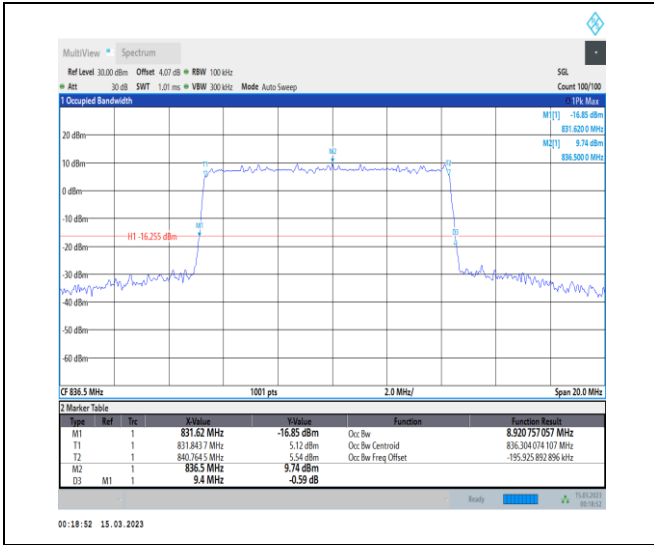 MultiView Spectrum
Ref Level 30.00 dBm Offset 4.07 dB RBW 100 kHz SGL
Att 30 dB SWT 1.01 ms VBW 300 kHz Mode Auto Sweep Count 100/100
1 Occupied Bandwidth 1Pk Max
M1[1] -16.85 dBm
831.620 0 MHz
M2[1] 9.74 dBm
836.500 0 MHz
20 dBm
M2
T1 T2
10 dBm
0 dBm
-10 dBm
M1
D3
H1 -16.255 dBm
-20 dBm
-30 dBm
-40 dBm
-50 dBm
-60 dBm
CF 836.5 MHz 1001 pts 2.0 MHz/ Span 20.0 MHz
2 Marker Table
Type Ref Trc X-Value Y-Value Function Function Result
M1 1 831.62 MHz -16.85 dBm Occ Bw 8.920 757 057 MHz
T1 1 831.843 7 MHz 5.12 dBm Occ Bw Centroid 836.304 074 107 MHz
T2 1 840.764 5 MHz 5.54 dBm Occ Bw Freq Offset -195.925 892 896 kHz
M2 1 836.5 MHz 9.74 dBm
D3 M1 1 9.4 MHz -0.59 dB
Ready 15.03.2023
00:18:52
00:18:52 15.03.2023